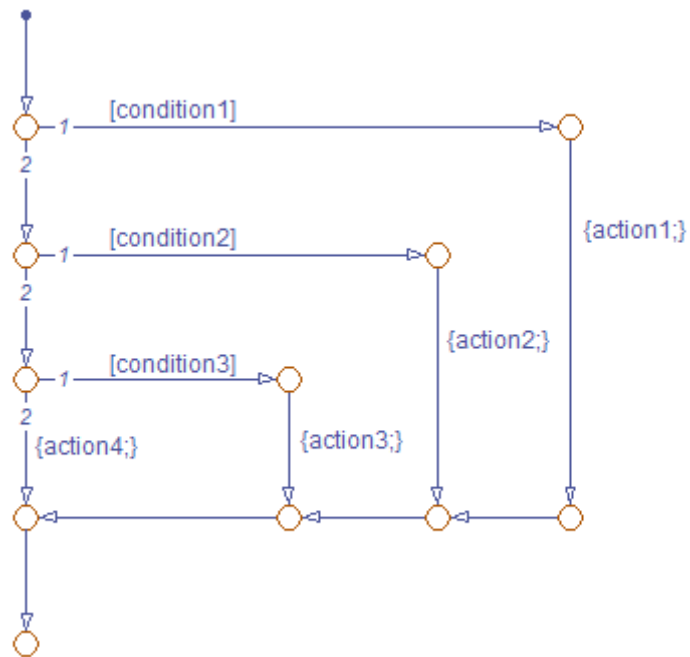 [condition1]
1
2
{action1;}
[condition2]
1
2
{action2;}
[condition3]
1
2
{action4;}
{action3;}